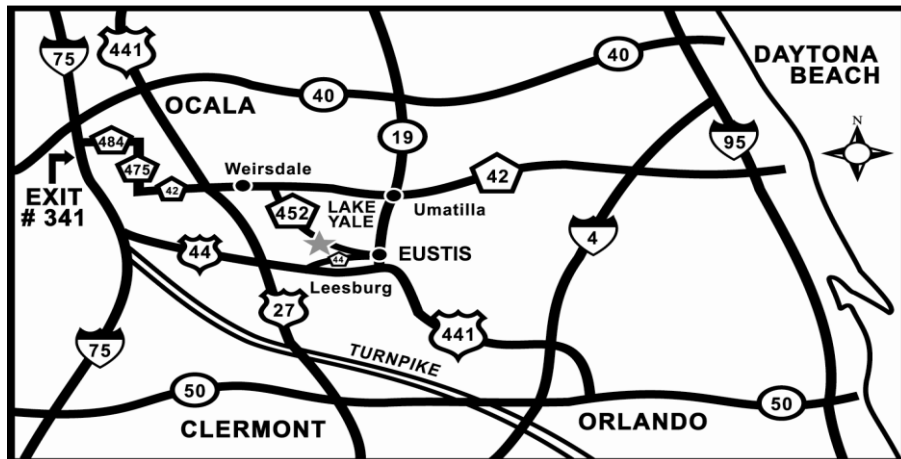 75
441
40
40
DAYTONA
BEACH
OCALA
19
95
N
484
475
42
Weirsdale
42
EXIT
# 341
452
LAKE
YALE
Umatilla
4
44
44
EUSTIS
Leesburg
27
441
75
TURNPIKE
50
50
CLERMONT
ORLANDO